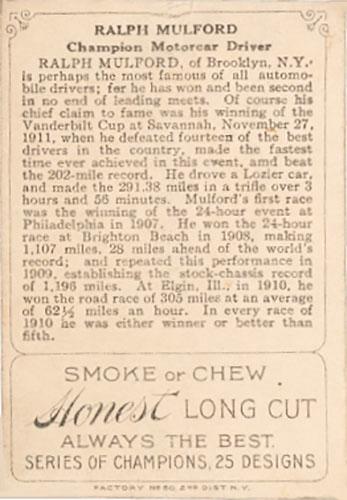 RALPH MULFORD
Champion Motorcar Driver
RALPH MULFORD, of Brooklyn, N.Y.,
is perhaps the most famous of all automo-
bile drivers; for he has won and been second
in no end of leading meets. Of course his
chief claim to fame was his winning of the
Vanderbilt Cup at Savannah, November 27,
1911, when he defeated fourteen of the best
drivers in the country, made the fastest
time ever achieved in this event, amd beat
the 202-mile record. He drove a Lozier car,
and made the 291.38 miles in a trifle over 3
hours and 56 minutes. Mulford's first race
was the winning of the 24-hour event at
Philadelphia in 1907. He won the 24-hour
race at Brighton Beach in 1908, making
1,107 miles, 28 miles ahead of the world's
record; and repeated this performance in
1909, establishing the stock-chassis record
of 1,196 miles. At Elgin, Ill., in 1910, he
won the road race of 305 miles at an average
of 62½ miles an hour. In every race of
1910 he was either winner or better than
fifth.
SMOKE or CHEW
Honest LONG CUT
ALWAYS THE BEST.
SERIES OF CHAMPIONS, 25 DESIGNS
FACTORY No 50, 2ND DIST. N.Y.